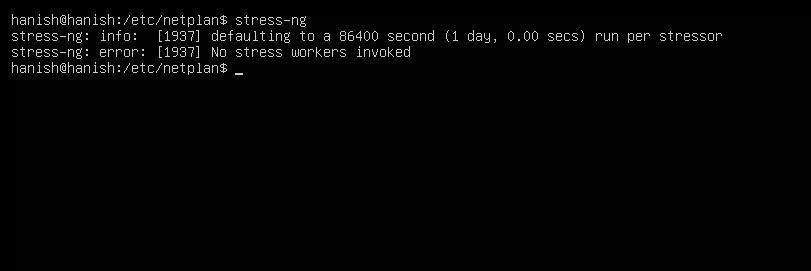 hanish@hanish:/etc/netplan$ stress-ng
stress-ng: info:  [1937] defaulting to a 86400 second (1 day, 0.00 secs) run per stressor
stress-ng: error: [1937] No stress workers invoked
hanish@hanish:/etc/netplan$ _